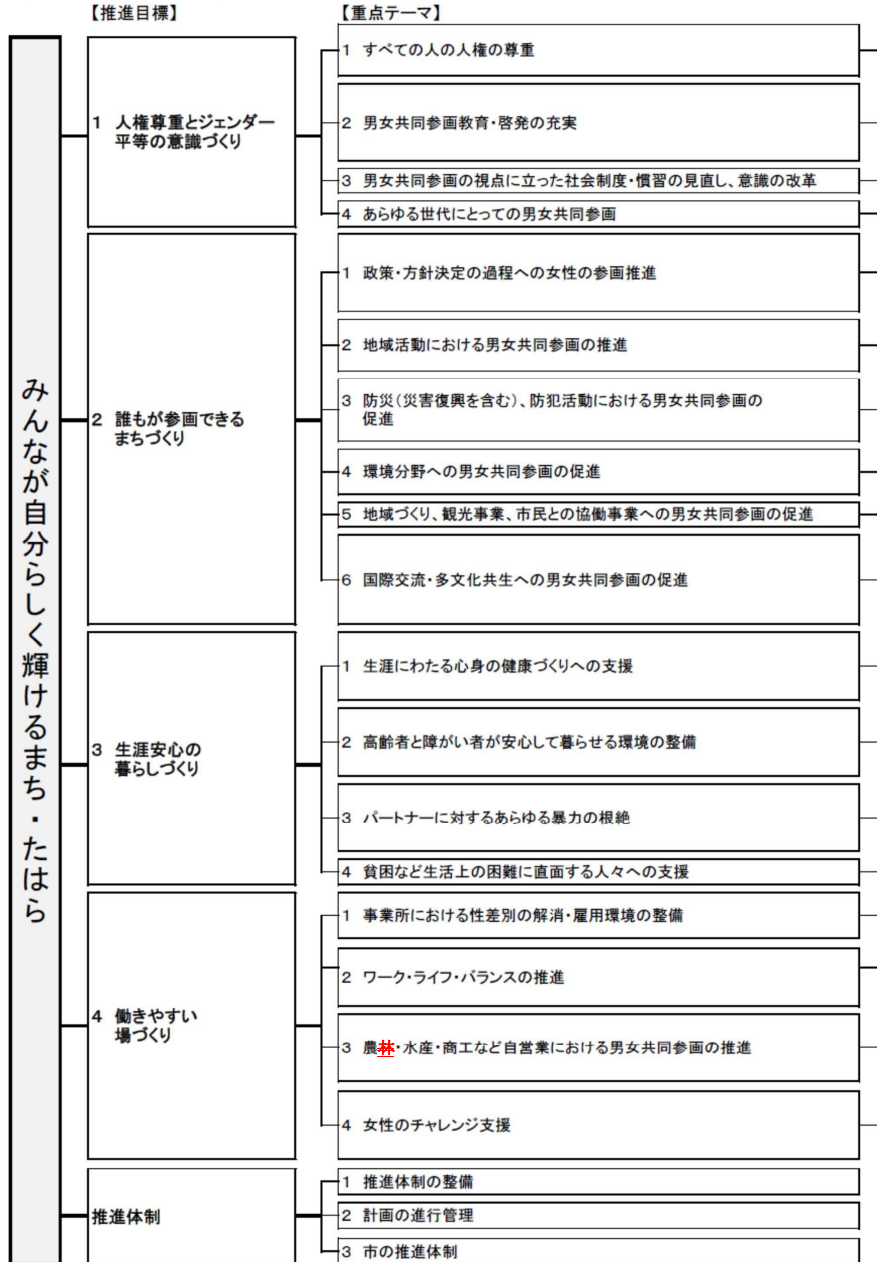 【推進目標】
【重点テーマ】
みんなが自分らしく輝けるまち・たはら
1 人権尊重とジェンダー
平等の意識づくり
1 すべての人の人権の尊重
2 男女共同参画教育・啓発の充実
3 男女共同参画の視点に立った社会制度・慣習の見直し、意識の改革
4 あらゆる世代にとっての男女共同参画
2 誰もが参画できる
まちづくり
1 政策・方針決定の過程への女性の参画推進
2 地域活動における男女共同参画の推進
3 防災（災害復興を含む）、防犯活動における男女共同参画の
促進
4 環境分野への男女共同参画の促進
5 地域づくり、観光事業、市民との協働事業への男女共同参画の促進
6 国際交流・多文化共生への男女共同参画の促進
3 生涯安心の
暮らしづくり
1 生涯にわたる心身の健康づくりへの支援
2 高齢者と障がい者が安心して暮らせる環境の整備
3 パートナーに対するあらゆる暴力の根絶
4 貧困など生活上の困難に直面する人々への支援
4 働きやすい
場づくり
1 事業所における性差別の解消・雇用環境の整備
2 ワーク・ライフ・バランスの推進
3 農林・水産・商工など自営業における男女共同参画の推進
4 女性のチャレンジ支援
推進体制
1 推進体制の整備
2 計画の進行管理
3 市の推進体制